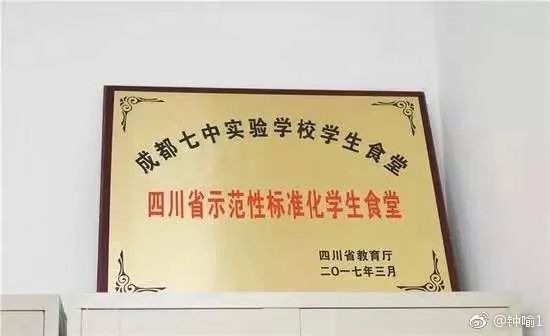 成都七中实验学校学生食堂
四川省示范性标准化学生食堂
四川省教育厅
二〇一七年三月
@钟喻1